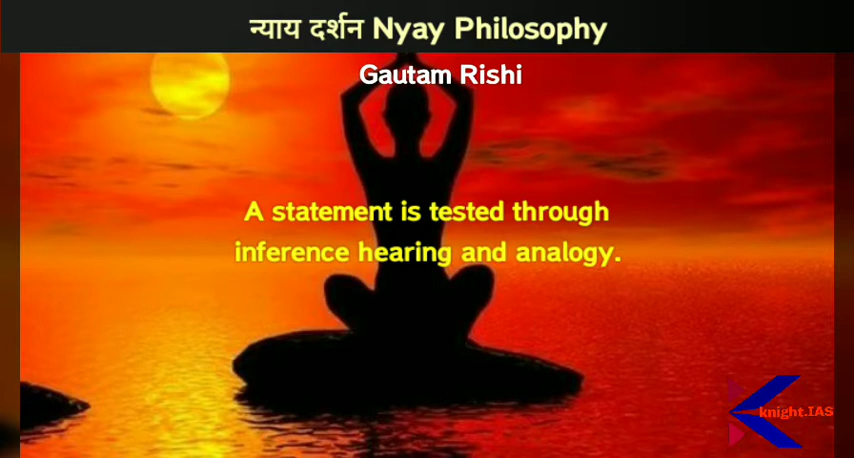 न्याय दर्शन Nyay Philosophy
Gautam Rishi
A statement is tested through
inference hearing and analogy.
knight.IAS